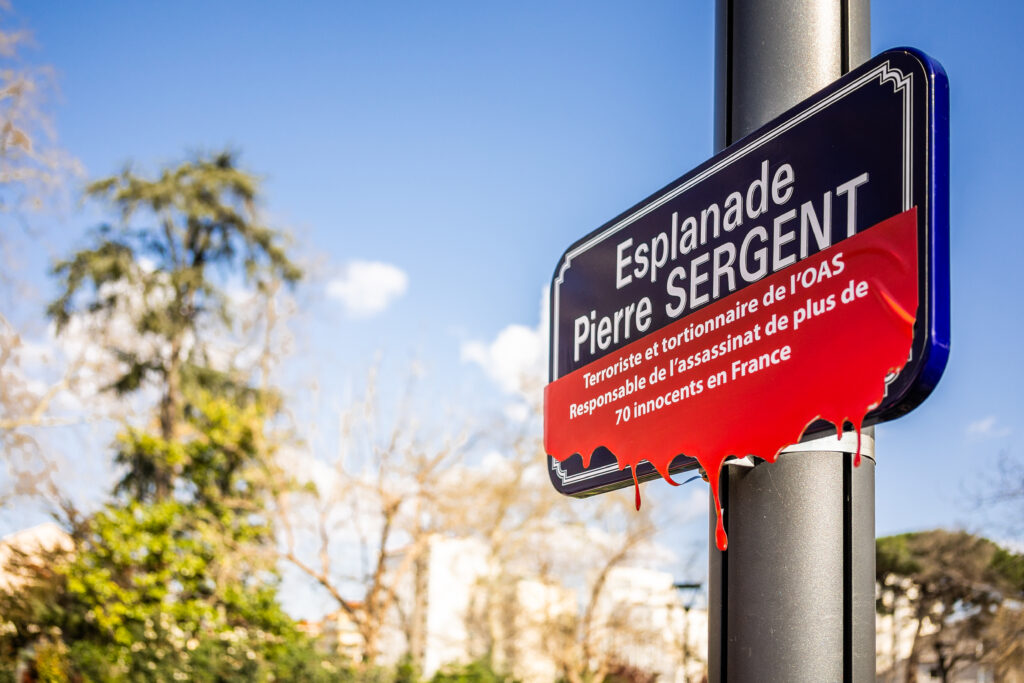 Esplanade
Pierre SERGENT
Terroriste et tortionnaire de l'OAS
Responsable de l'assassinat de plus de
70 innocents en France